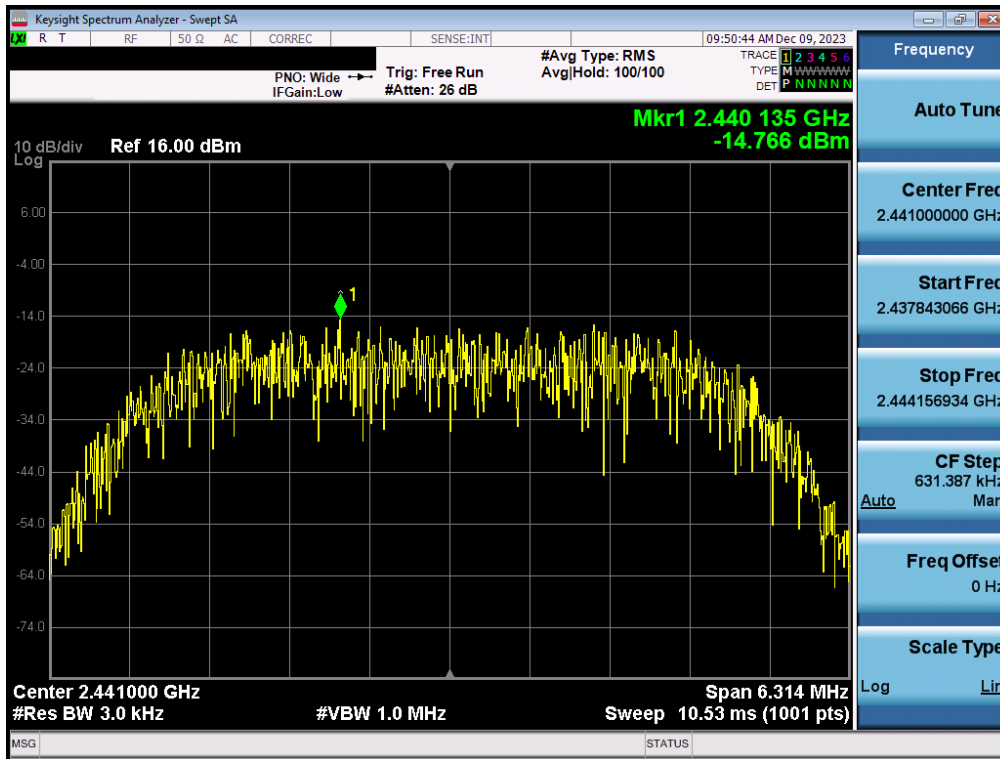 Keysight Spectrum Analyzer - Swept SA
LXI R T RF 50 Ω AC CORREC SENSE:INT 09:50:44 AM Dec 09, 2023
PNO: Wide
IFGain:Low
Trig: Free Run
#Atten: 26 dB
#Avg Type: RMS
Avg|Hold: 100/100
TRACE 1 2 3 4 5 6
TYPE M WWWWW
DET P N N N N N
Mkr1 2.440 135 GHz
-14.766 dBm
10 dB/div
Log
Ref 16.00 dBm
6.00
-4.00
1
-14.0
-24.0
-34.0
-44.0
-54.0
-64.0
-74.0
Center 2.441000 GHz
#Res BW 3.0 kHz
#VBW 1.0 MHz
Span 6.314 MHz
Sweep 10.53 ms (1001 pts)
MSG
STATUS
Frequency
Auto Tune
Center Freq
2.441000000 GHz
Start Freq
2.437843066 GHz
Stop Freq
2.444156934 GHz
CF Step
631.387 kHz
Auto Man
Freq Offset
0 Hz
Scale Type
Log Lin